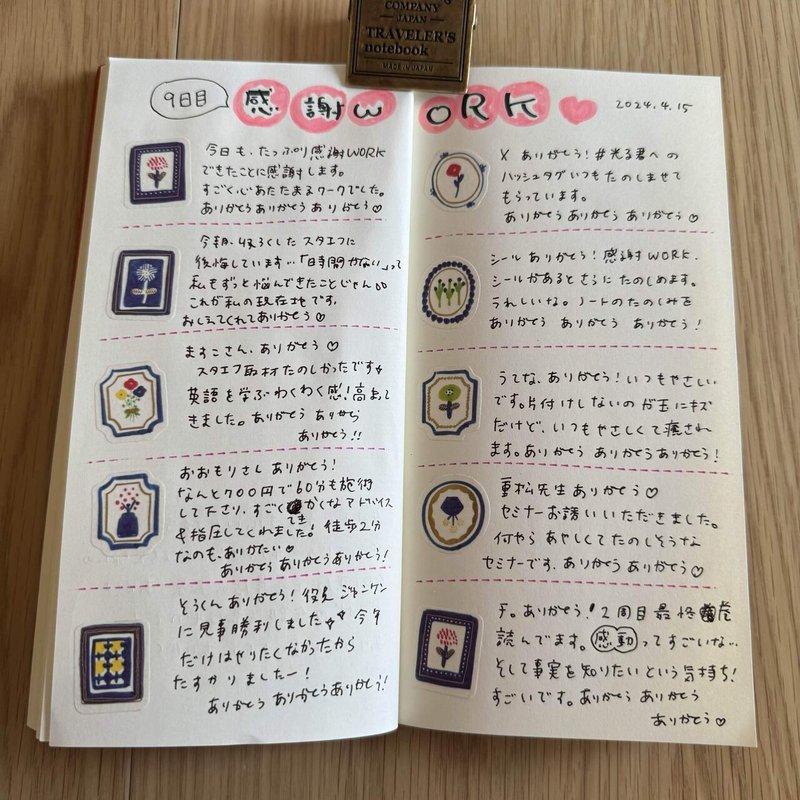 COMPANY
JAPAN
TRAVELER'S
notebook
MADE IN JAPAN
9日目
感謝WORK
2024.4.15
今日も、たっぷり感謝WORK
できたことに感謝します。
すごく心あたたまるワークでした。
ありがとうありがとうありがとう♡
今朝、収ろくしたスタエフに
後悔しています…「時間がない」って
私もずっと悩んできたことじゃん。。
これが私の現在地です。
おしえてくれてありがとう♡
ますこさん、ありがとう♡
スタエフ取材たのしかったです
英語を学ぶわくわく感!高まって
きました。ありがとう ありがとう
ありがとう!!
おおもりさん ありがとう!
なんと700円で60分も施術
して下さり、すごく てきかくなアドバイス
&指圧してくれました! 徒歩2分
なのも、ありがたい♡
ありがとう ありがとうありがとう!
そうくん ありがとう! 役員 ジャンケン
に見事勝利しました 今年
だけはやりたくなかったから
たすかりましたー!
ありがとう ありがとうありがとう!
X ありがとう! #光る君への
ハッシュタグいつもたのしませて
もらっています。
ありがとう ありがとう ありがとう♡
シール ありがとう! 感謝WORK、
シールがあるとさらに たのしめます。
うれしいな。ノートのたのしみを
ありがとう ありがとう ありがとう!
うてな、ありがとう! いつもやさしい
です。片付けしないのが玉にキズ
だけど、いつもやさしくて癒され
ます。ありがとう ありがとうありがとう!
重松先生ありがとう♡
セミナーお誘いいただきました。
何やら あやしくてたのしそうな
セミナーです、ありがとう ありがとう♡
チ。ありがとう! 2周目最終巻
読んでます。感動ってすごいな…
そして事実を知りたいという気持ち!
すごいです。ありがとう ありがとう
ありがとう♡